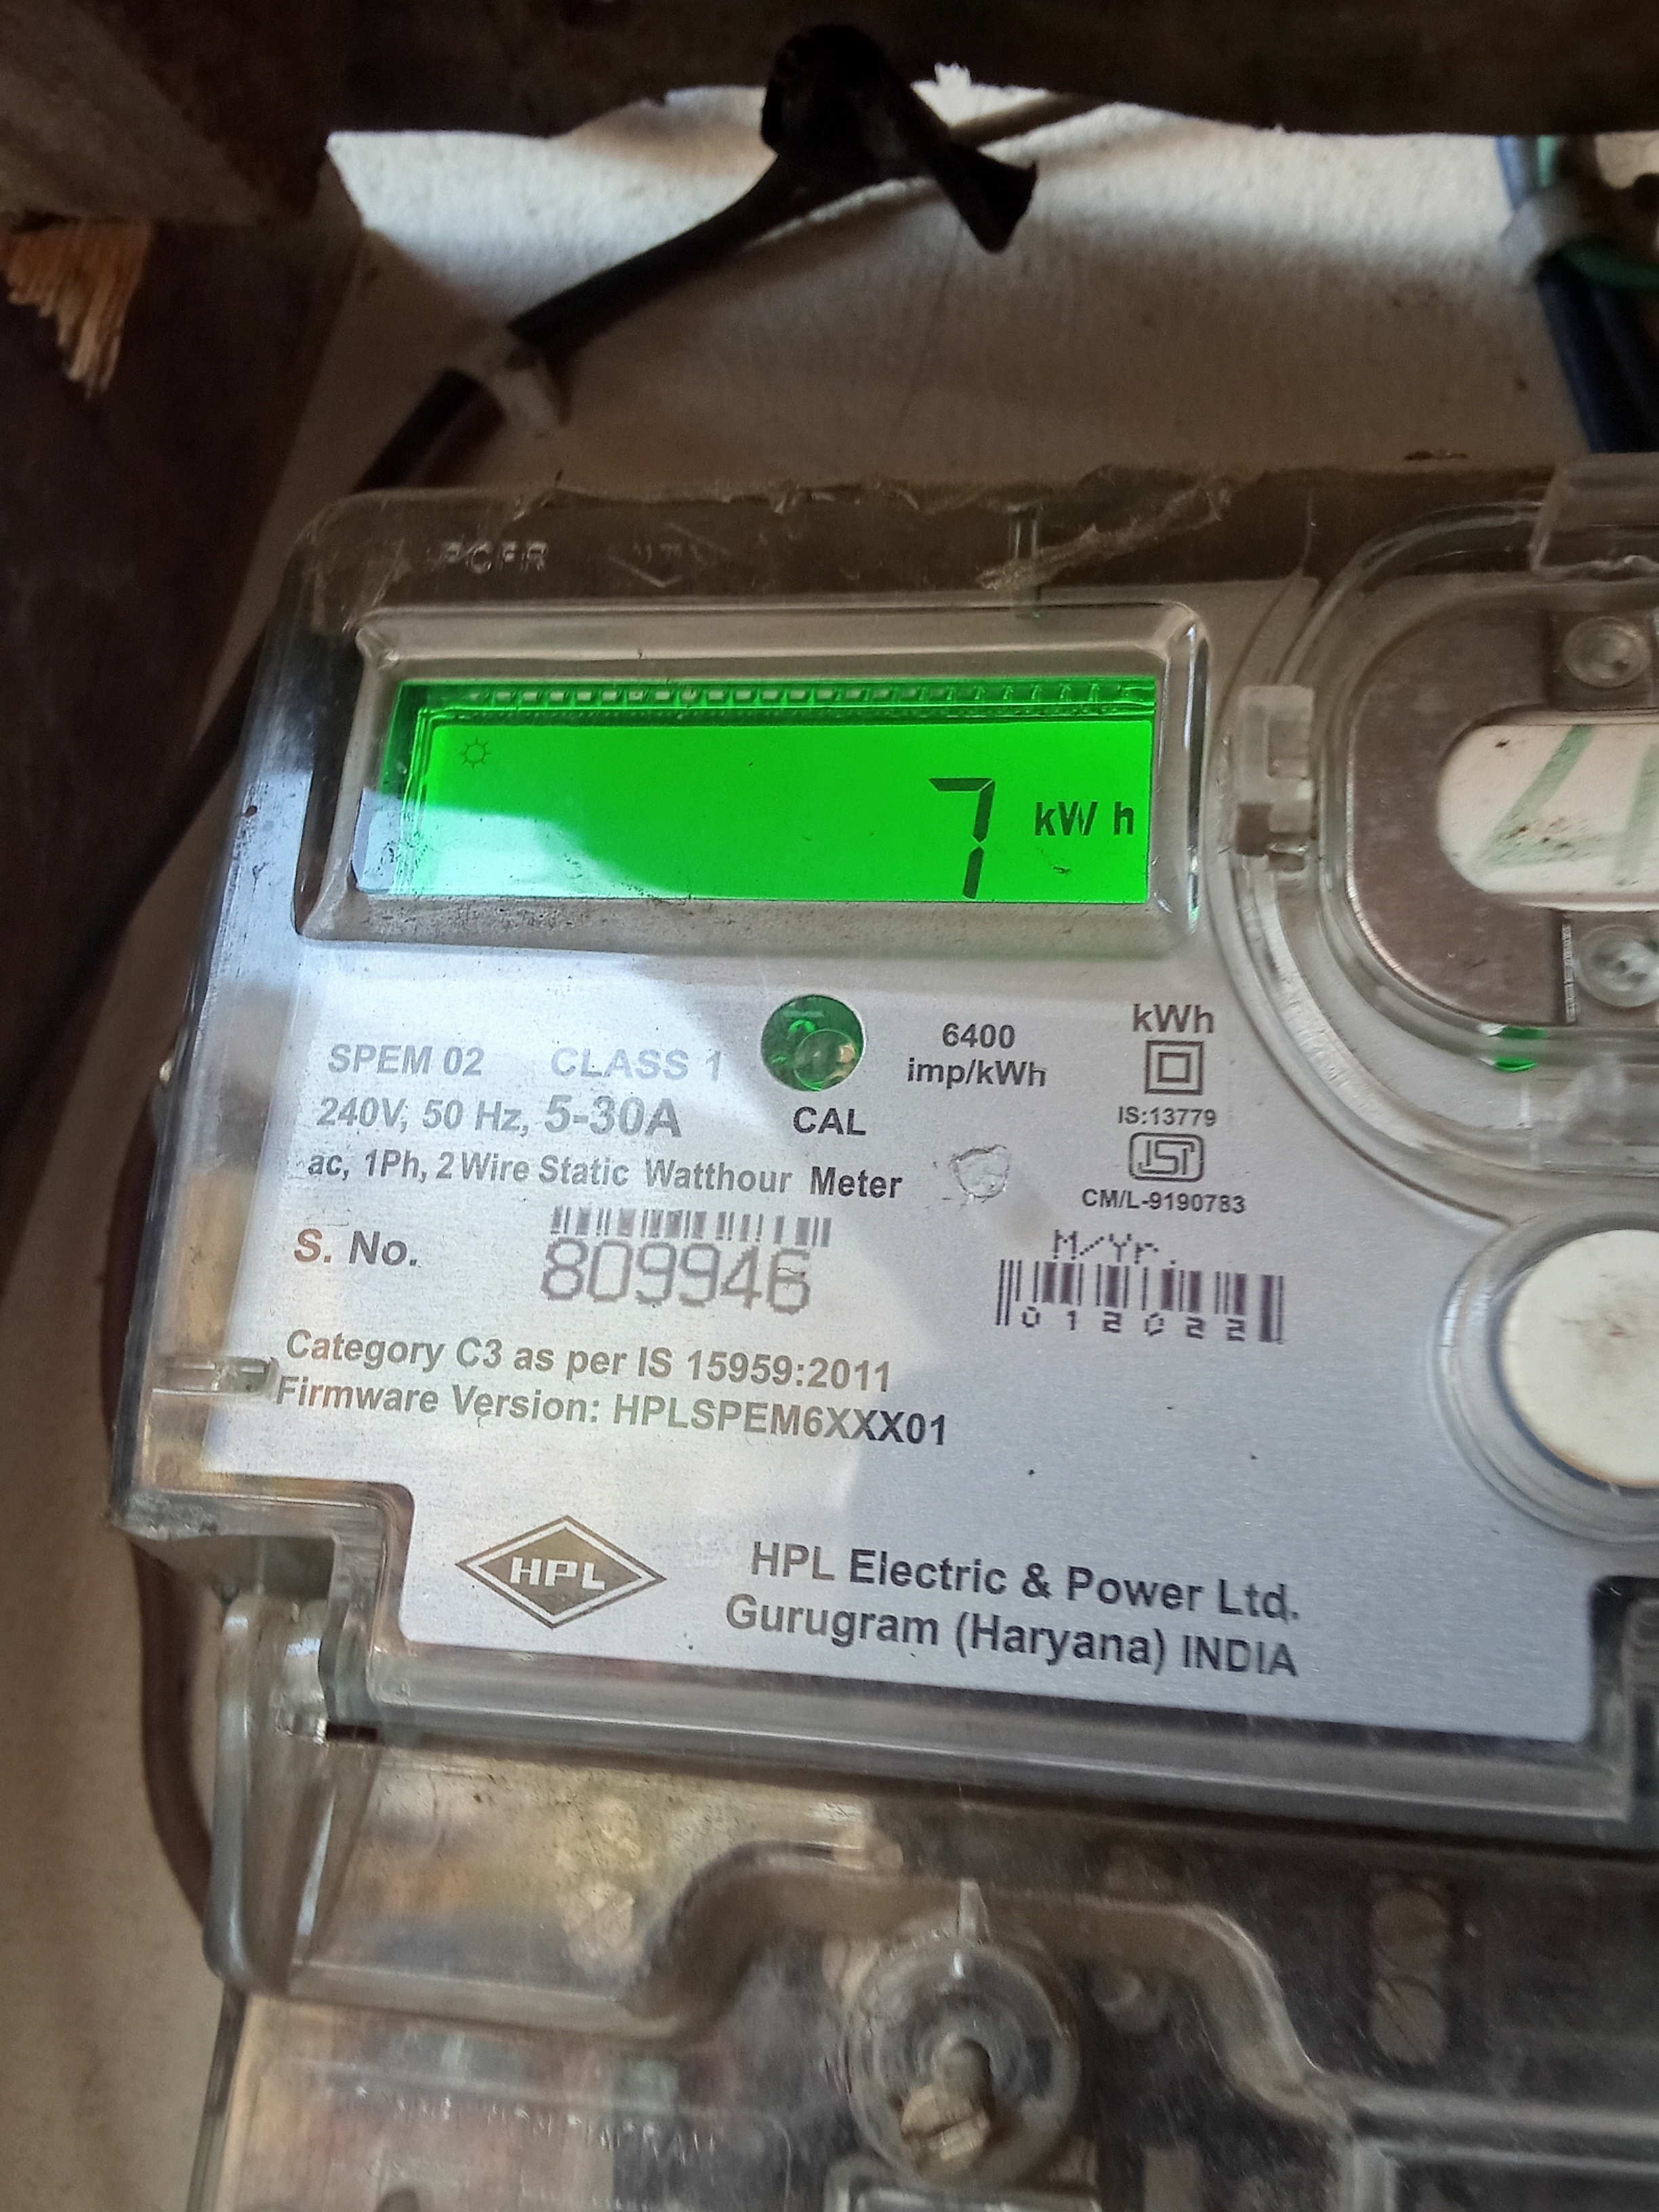 7 kW h
SPEM 02 CLASS 1
240V, 50 Hz, 5-30A
ac, 1Ph, 2 Wire Static Watthour Meter
CAL
6400
imp/kWh
kWh
IS:13779
ISI
CM/L-9190783
S. No.
809946
M/Yr.
012022
Category C3 as per IS 15959:2011
Firmware Version: HPLSPEM6XXX01
HPL
HPL Electric & Power Ltd.
Gurugram (Haryana) INDIA